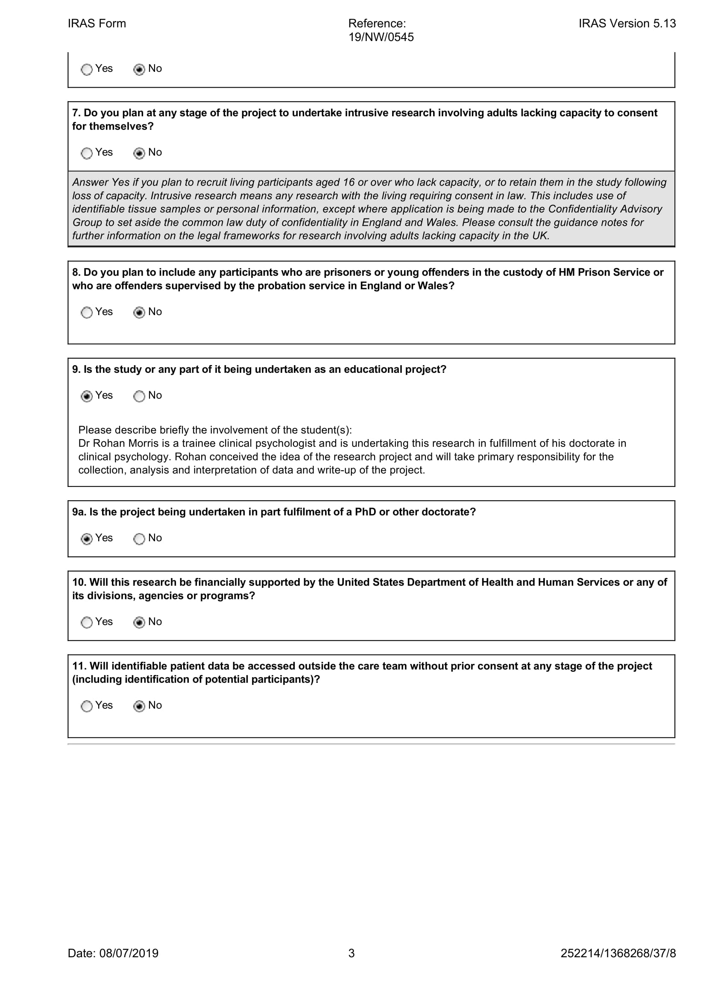 IRAS Form
Reference:
19/NW/0545
IRAS Version 5.13
Yes No
7. Do you plan at any stage of the project to undertake intrusive research involving adults lacking capacity to consent
for themselves?
Yes No
Answer Yes if you plan to recruit living participants aged 16 or over who lack capacity, or to retain them in the study following
loss of capacity. Intrusive research means any research with the living requiring consent in law. This includes use of
identifiable tissue samples or personal information, except where application is being made to the Confidentiality Advisory
Group to set aside the common law duty of confidentiality in England and Wales. Please consult the guidance notes for
further information on the legal frameworks for research involving adults lacking capacity in the UK.
8. Do you plan to include any participants who are prisoners or young offenders in the custody of HM Prison Service or
who are offenders supervised by the probation service in England or Wales?
Yes No
9. Is the study or any part of it being undertaken as an educational project?
Yes No
Please describe briefly the involvement of the student(s):
Dr Rohan Morris is a trainee clinical psychologist and is undertaking this research in fulfillment of his doctorate in
clinical psychology. Rohan conceived the idea of the research project and will take primary responsibility for the
collection, analysis and interpretation of data and write-up of the project.
9a. Is the project being undertaken in part fulfilment of a PhD or other doctorate?
Yes No
10. Will this research be financially supported by the United States Department of Health and Human Services or any of
its divisions, agencies or programs?
Yes No
11. Will identifiable patient data be accessed outside the care team without prior consent at any stage of the project
(including identification of potential participants)?
Yes No
Date: 08/07/2019
3
252214/1368268/37/8